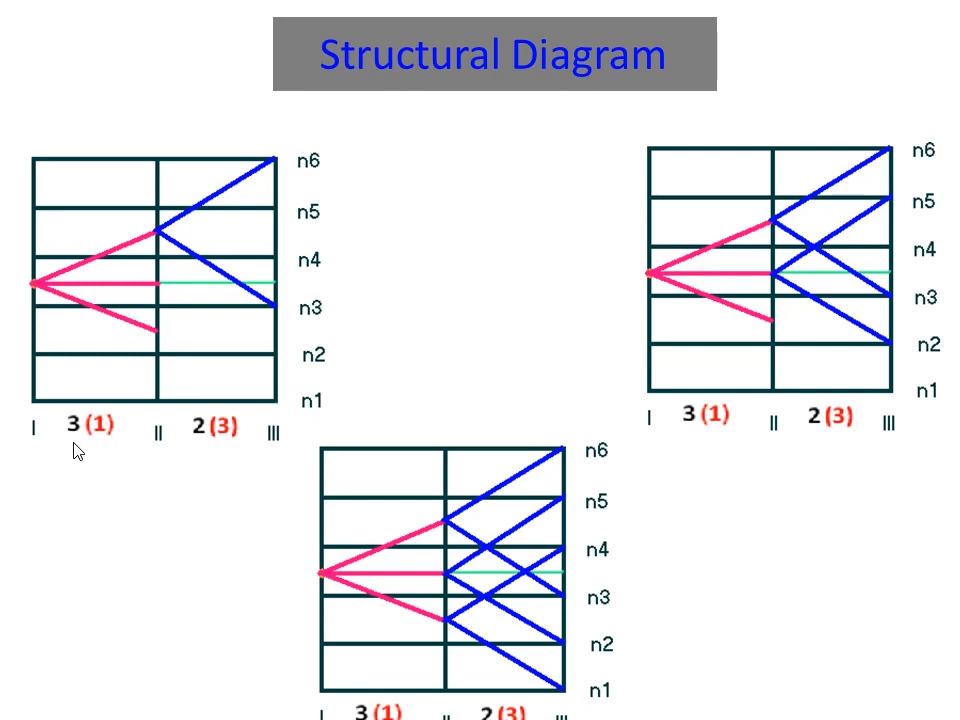 Structural Diagram
n6
n5
n4
n3
n2
n1
I 3 (1) II 2 (3) III
n6
n5
n4
n3
n2
n1
I 3 (1) II 2 (3) III
n6
n5
n4
n3
n2
n1
I 3 (1) II 2 (3) III